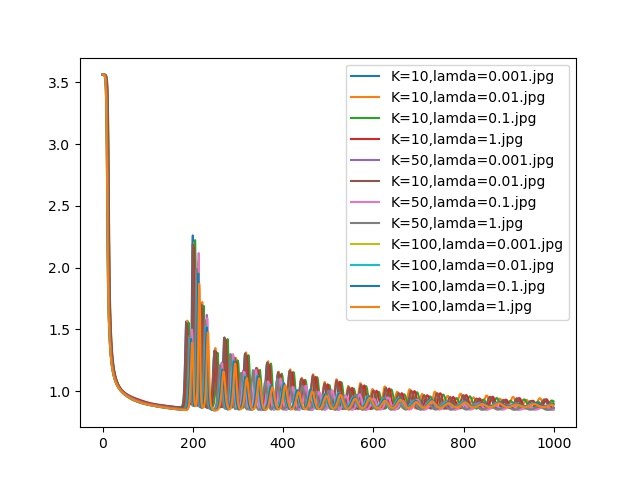 3.5
3.0
2.5
2.0
1.5
1.0
0
200
400
600
800
1000
K=10,lamda=0.001.jpg
K=10,lamda=0.01.jpg
K=10,lamda=0.1.jpg
K=10,lamda=1.jpg
K=50,lamda=0.001.jpg
K=10,lamda=0.01.jpg
K=50,lamda=0.1.jpg
K=50,lamda=1.jpg
K=100,lamda=0.001.jpg
K=100,lamda=0.01.jpg
K=100,lamda=0.1.jpg
K=100,lamda=1.jpg